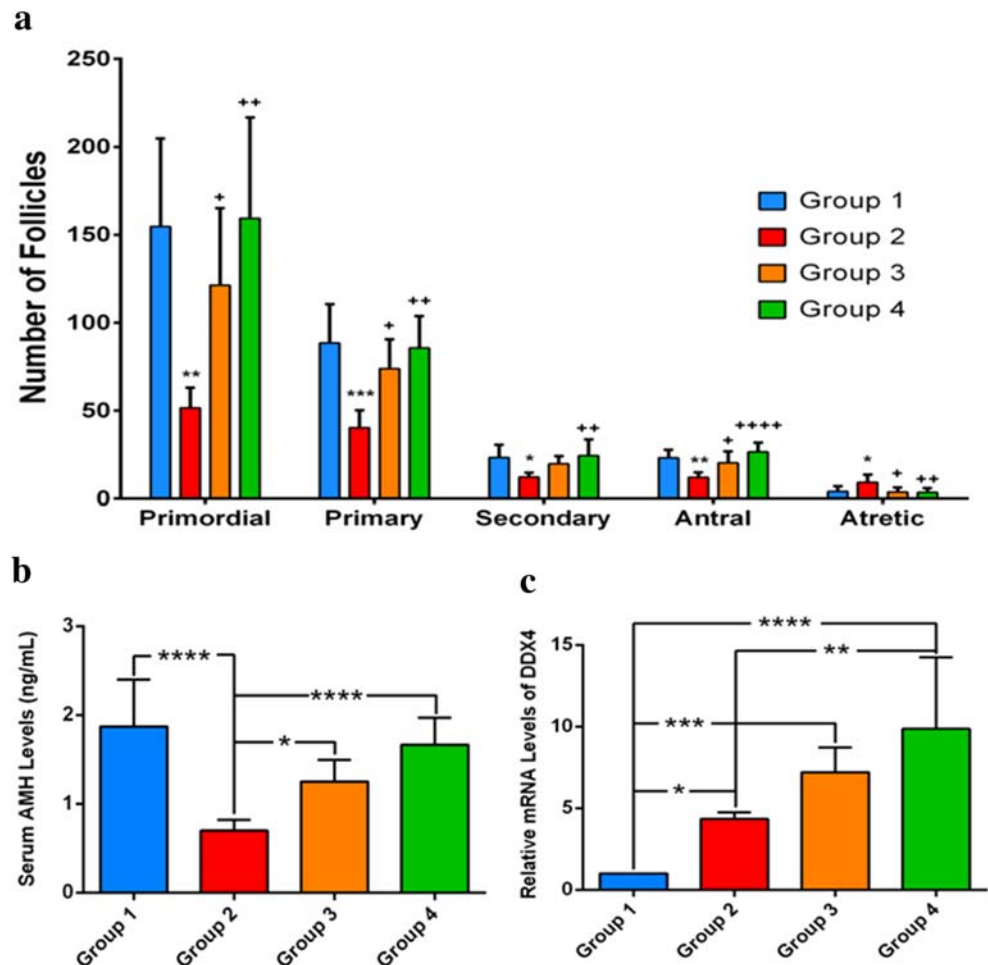 a
Number of Follicles
250
200
150
100
50
0
++
+
**
++
+
***
++
*
++++
+
**
*
+
++
Group 1
Group 2
Group 3
Group 4
Primordial
Primary
Secondary
Antral
Atretic
b
Serum AMH Levels (ng/mL)
3
2
1
0
****
****
*
Group 1
Group 2
Group 3
Group 4
c
Relative mRNA Levels of DDX4
15
10
5
0
****
**
***
*
Group 1
Group 2
Group 3
Group 4